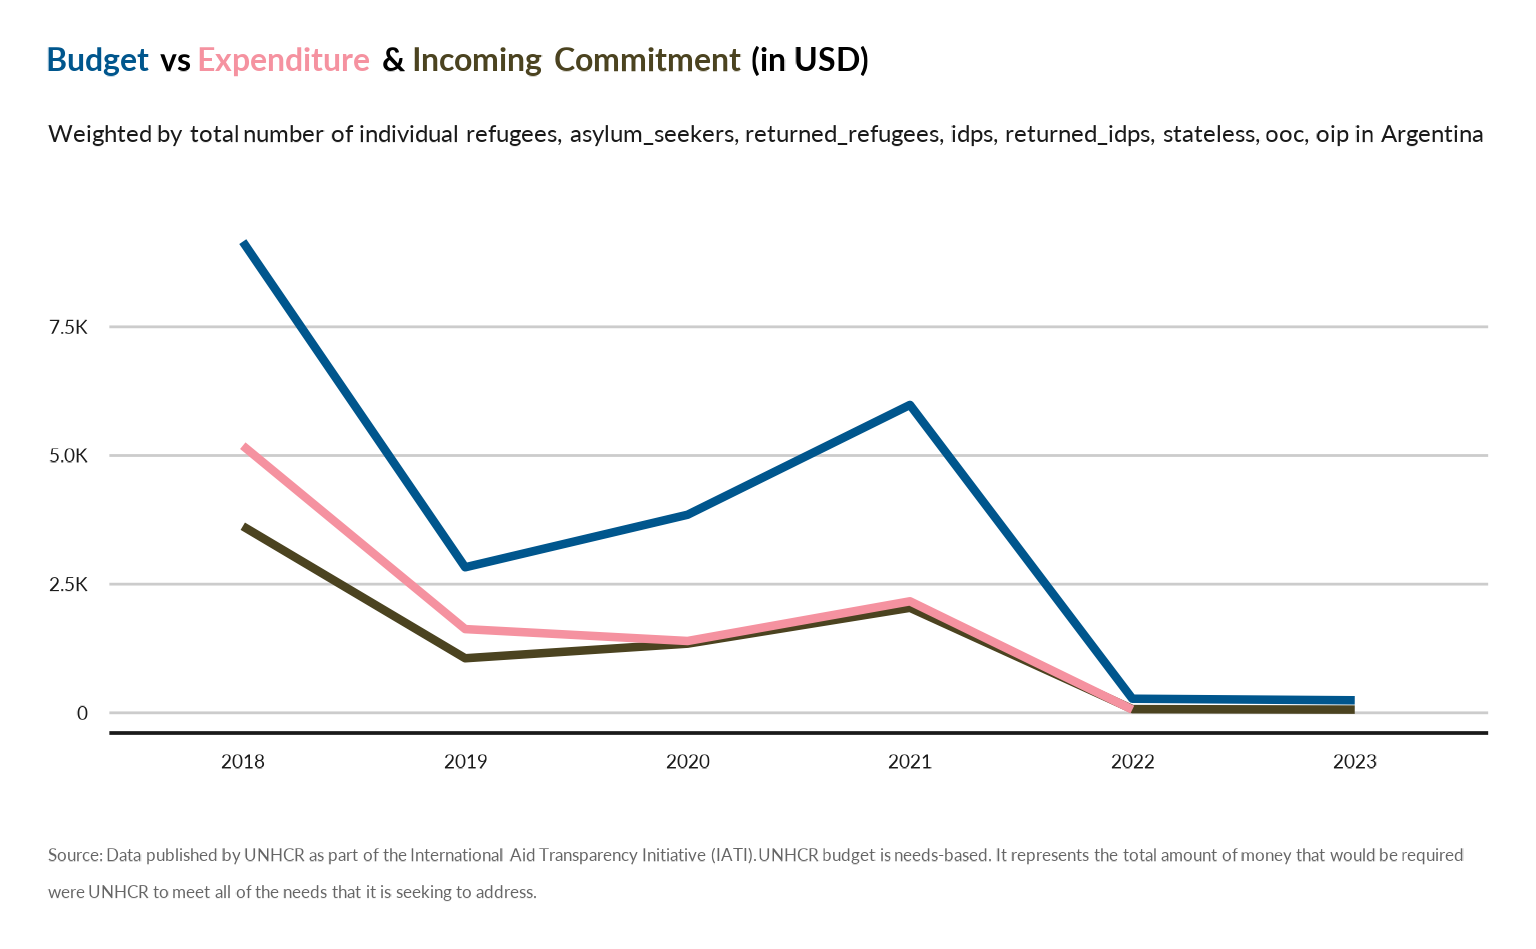 Budget vs Expenditure & Incoming Commitment (in USD)
Weighted by total number of individual refugees, asylum_seekers, returned_refugees, idps, returned_idps, stateless, ooc, oip in Argentina
7.5K
5.0K
2.5K
0
2018 2019 2020 2021 2022 2023
Source: Data published by UNHCR as part of the International Aid Transparency Initiative (IATI).UNHCR budget is needs-based. It represents the total amount of money that would be required
were UNHCR to meet all of the needs that it is seeking to address.